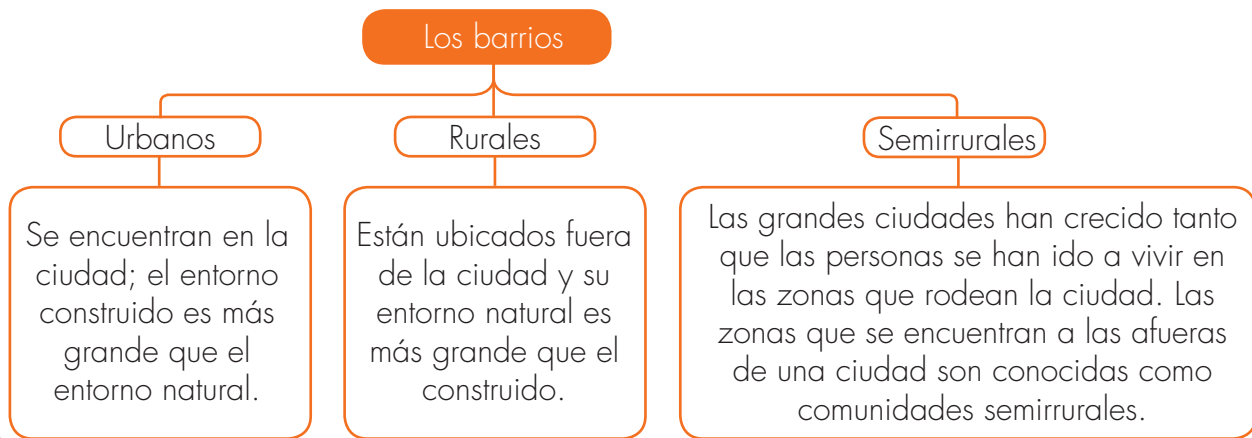 Los barrios
Urbanos
Se encuentran en la
ciudad; el entorno
construido es más
grande que el
entorno natural.
Rurales
Están ubicados fuera
de la ciudad y su
entorno natural es
más grande que el
construido.
Semirrurales
Las grandes ciudades han crecido tanto
que las personas se han ido a vivir en
las zonas que rodean la ciudad. Las
zonas que se encuentran a las afueras
de una ciudad son conocidas como
comunidades semirrurales.